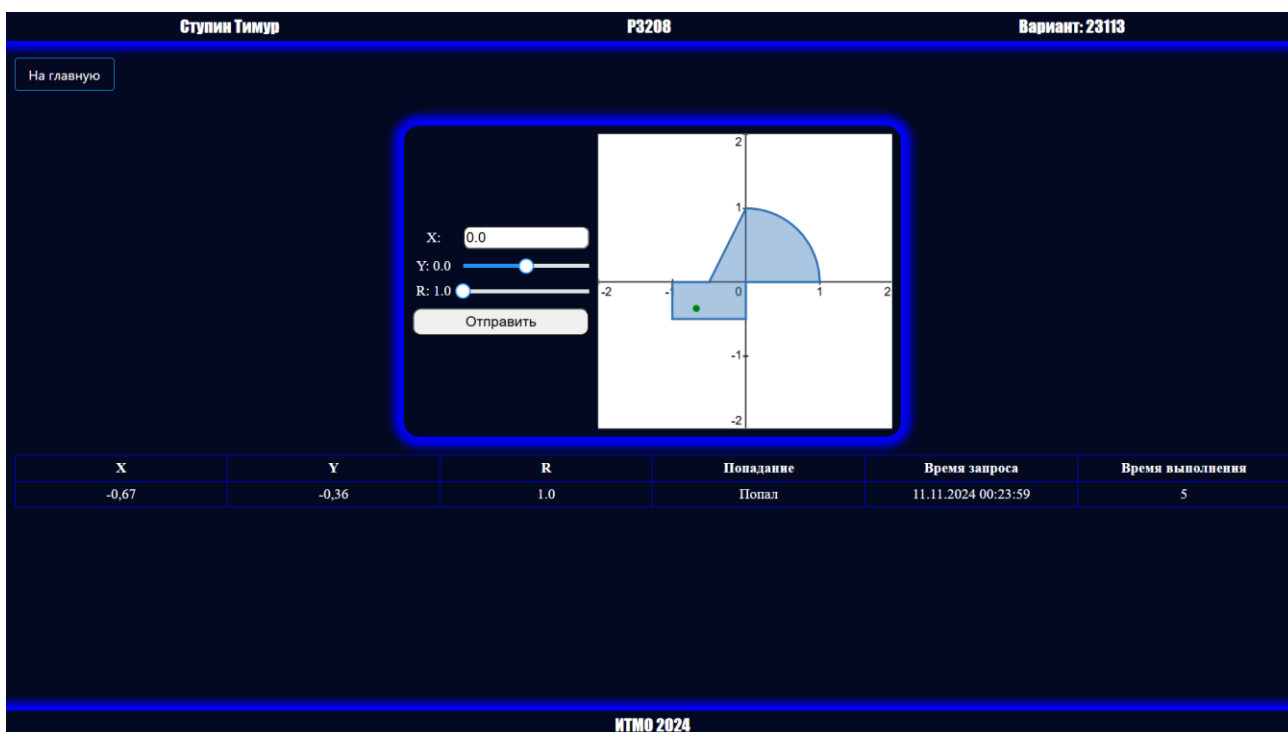 Ступин Тимур P3208 Вариант: 23113
На главную
2
1
X: 0.0
Y: 0.0
R: 1.0
-2 -1 0 1 2
Отправить
-1
-2
X Y R Попадание Время запроса Время выполнения
-0,67 -0,36 1.0 Попал 11.11.2024 00:23:59 5
ИТМО 2024